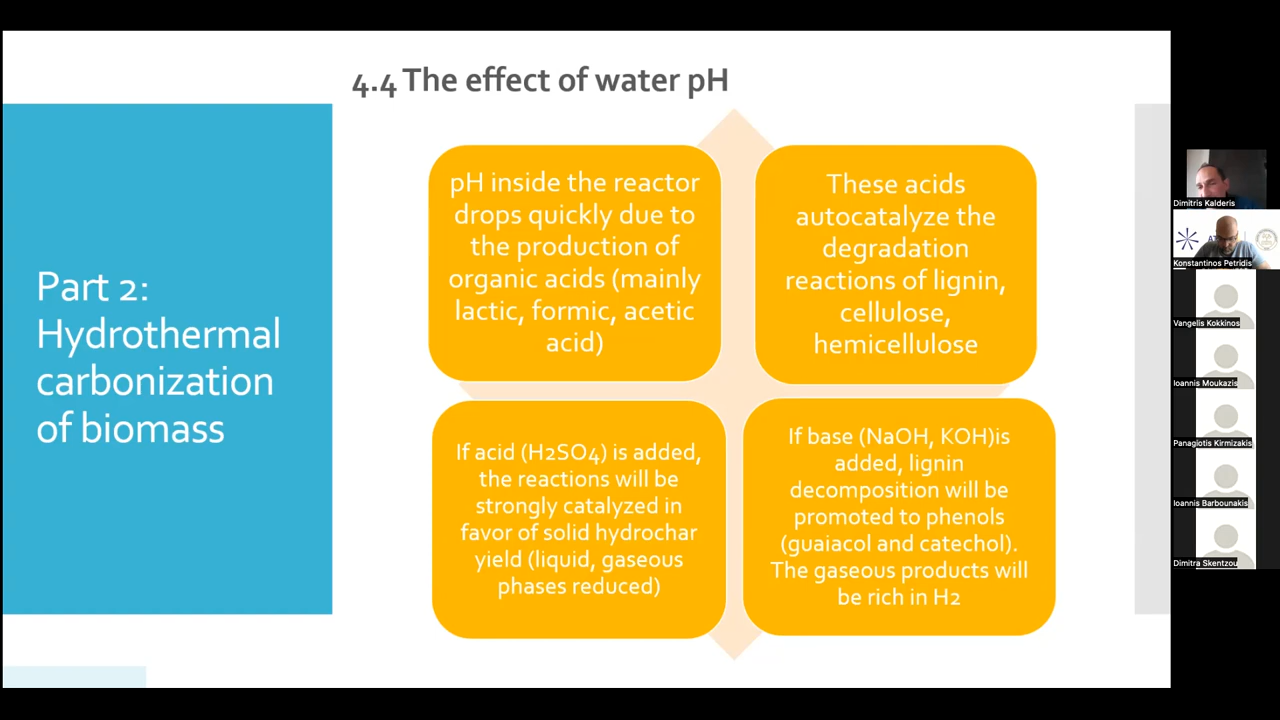 4.4 The effect of water pH
Part 2:
Hydrothermal
carbonization
of biomass
pH inside the reactor
drops quickly due to
the production of
organic acids (mainly
lactic, formic, acetic
acid)
These acids
autocatalyze the
degradation
reactions of lignin,
cellulose,
hemicellulose
If acid (H2SO4) is added,
the reactions will be
strongly catalyzed in
favor of solid hydrochar
yield (liquid, gaseous
phases reduced)
If base (NaOH, KOH)is
added, lignin
decomposition will be
promoted to phenols
(guaiacol and catechol).
The gaseous products will
be rich in H2
Dimitris Kalderis
Konstantinos Petridis
Vangelis Kokkinos
Ioannis Moukazis
Panagiotis Kirmizakis
Ioannis Barbounakis
Dimitra Skentzou